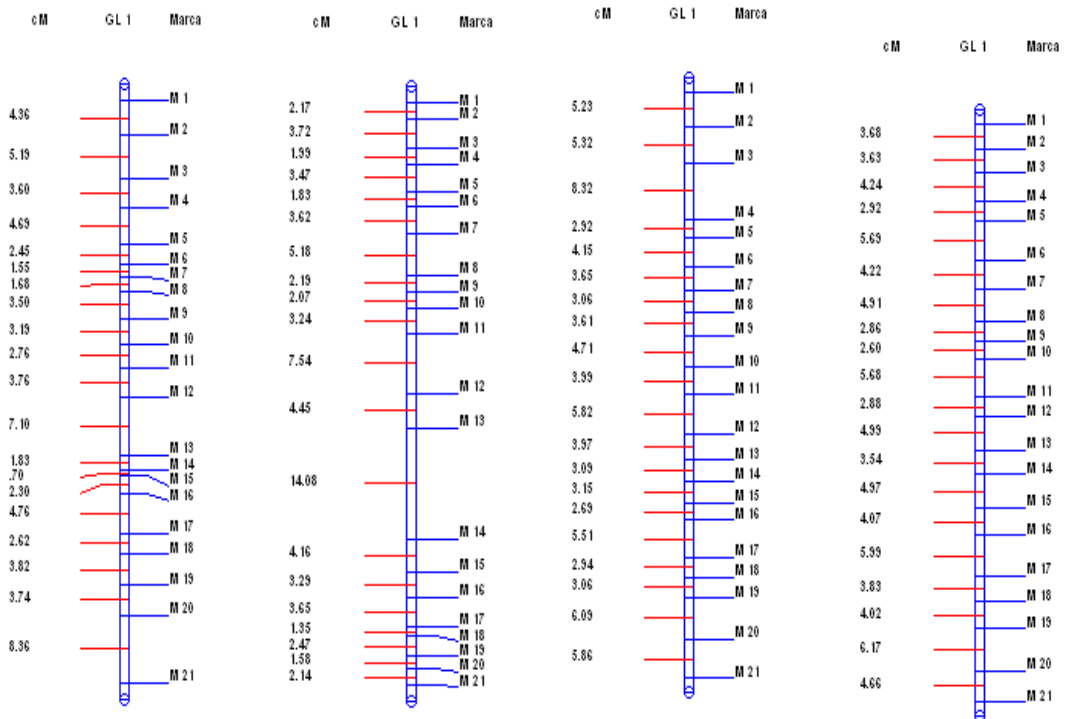 cM GL 1 Marca
M 1
4.36
M 2
5.19
M 3
3.60
M 4
4.69
M 5
2.45
M 6
1.55
M 7
1.68
M 8
3.50
M 9
3.19
M 10
2.76
M 11
3.76
M 12
7.10
M 13
1.83
M 14
.70
M 15
2.30
M 16
4.76
M 17
2.62
M 18
3.82
M 19
3.74
M 20
8.36
M 21
cM GL 1 Marca
M 1
2.17
M 2
3.72
M 3
1.99
M 4
3.47
M 5
1.83
M 6
3.62
M 7
5.18
M 8
2.19
M 9
2.07
M 10
3.24
M 11
7.54
M 12
4.45
M 13
14.08
M 14
4.16
M 15
3.29
M 16
3.65
M 17
1.35
M 18
2.47
M 19
1.58
M 20
2.14
M 21
cM GL 1 Marca
M 1
5.23
M 2
5.32
M 3
8.32
M 4
2.92
M 5
4.15
M 6
3.65
M 7
3.06
M 8
3.61
M 9
4.71
M 10
3.99
M 11
5.82
M 12
3.97
M 13
3.09
M 14
3.15
M 15
2.69
M 16
5.51
M 17
2.94
M 18
3.06
M 19
6.09
M 20
5.86
M 21
cM GL 1 Marca
M 1
3.68
M 2
3.63
M 3
4.24
M 4
2.92
M 5
5.69
M 6
4.22
M 7
4.91
M 8
2.86
M 9
2.60
M 10
5.68
M 11
2.88
M 12
4.99
M 13
3.54
M 14
4.97
M 15
4.07
M 16
5.99
M 17
3.83
M 18
4.02
M 19
6.17
M 20
4.66
M 21